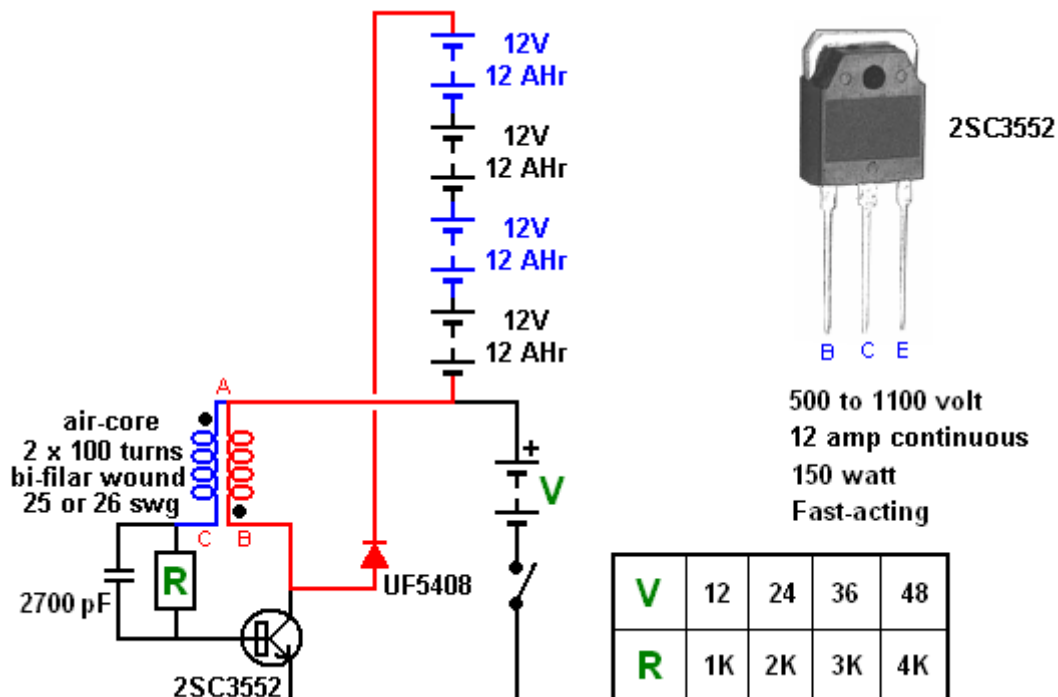 12V
12 AHr
12V
12 AHr
12V
12 AHr
12V
12 AHr
2SC3552
B C E
500 to 1100 volt
12 amp continuous
150 watt
Fast-acting
A
air-core
2 x 100 turns
bi-filar wound
25 or 26 swg
C B
+
V
R
2700 pF
UF5408
2SC3552
V 12 24 36 48
R 1K 2K 3K 4K